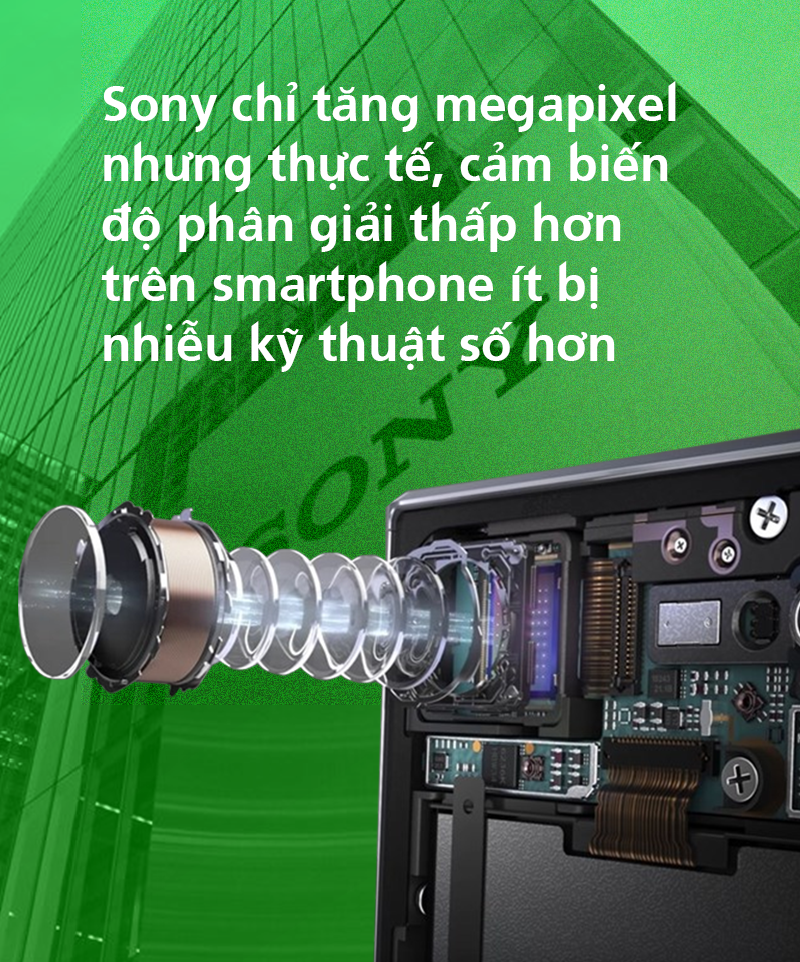 Sony chỉ tăng megapixel
nhưng thực tế, cảm biến
độ phân giải thấp hơn
trên smartphone ít bị
nhiễu kỹ thuật số hơn
SONY